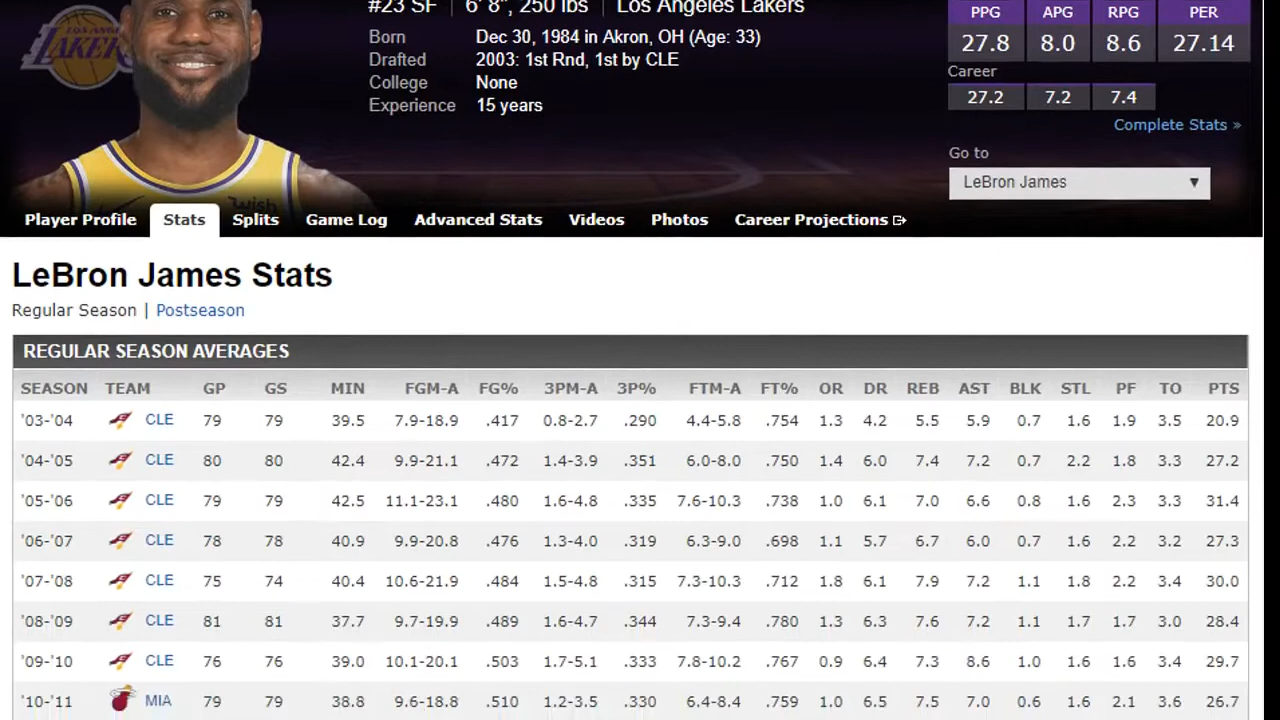 #23 SF 6' 8", 250 lbs Los Angeles Lakers
Born Dec 30, 1984 in Akron, OH (Age: 33)
Drafted 2003: 1st Rnd, 1st by CLE
College None
Experience 15 years
LOS ANGELES
LAKERS
wish
PPG APG RPG PER
27.8 8.0 8.6 27.14
Career
27.2 7.2 7.4
Complete Stats »
Go to
LeBron James
Player Profile Stats Splits Game Log Advanced Stats Videos Photos Career Projections
LeBron James Stats
Regular Season | Postseason
REGULAR SEASON AVERAGES
SEASON TEAM GP GS MIN FGM-A FG% 3PM-A 3P% FTM-A FT% OR DR REB AST BLK STL PF TO PTS
'03-'04 CLE 79 79 39.5 7.9-18.9 .417 0.8-2.7 .290 4.4-5.8 .754 1.3 4.2 5.5 5.9 0.7 1.6 1.9 3.5 20.9
'04-'05 CLE 80 80 42.4 9.9-21.1 .472 1.4-3.9 .351 6.0-8.0 .750 1.4 6.0 7.4 7.2 0.7 2.2 1.8 3.3 27.2
'05-'06 CLE 79 79 42.5 11.1-23.1 .480 1.6-4.8 .335 7.6-10.3 .738 1.0 6.1 7.0 6.6 0.8 1.6 2.3 3.3 31.4
'06-'07 CLE 78 78 40.9 9.9-20.8 .476 1.3-4.0 .319 6.3-9.0 .698 1.1 5.7 6.7 6.0 0.7 1.6 2.2 3.2 27.3
'07-'08 CLE 75 74 40.4 10.6-21.9 .484 1.5-4.8 .315 7.3-10.3 .712 1.8 6.1 7.9 7.2 1.1 1.8 2.2 3.4 30.0
'08-'09 CLE 81 81 37.7 9.7-19.9 .489 1.6-4.7 .344 7.3-9.4 .780 1.3 6.3 7.6 7.2 1.1 1.7 1.7 3.0 28.4
'09-'10 CLE 76 76 39.0 10.1-20.1 .503 1.7-5.1 .333 7.8-10.2 .767 0.9 6.4 7.3 8.6 1.0 1.6 1.6 3.4 29.7
'10-'11 MIA 79 79 38.8 9.6-18.8 .510 1.2-3.5 .330 6.4-8.4 .759 1.0 6.5 7.5 7.0 0.6 1.6 2.1 3.6 26.7